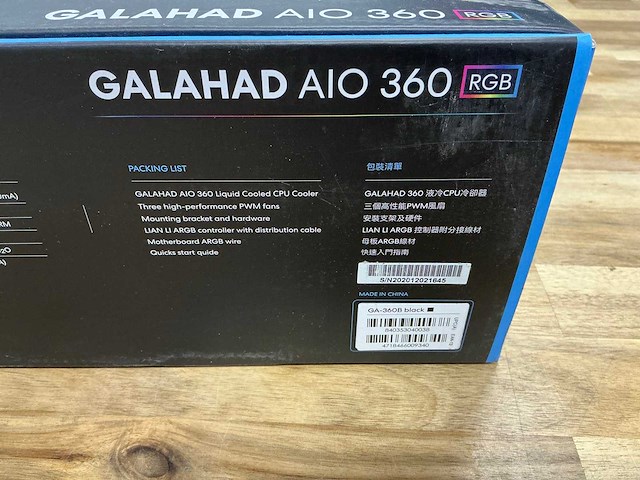 GALAHAD AIO 360 RGB
GALAHAD AIO 360 RGB
PACKING LIST
GALAHAD AIO 360 Liquid Cooled CPU Cooler
Three high-performance PWM fans
Mounting bracket and hardware
LIAN LI ARGB controller with distribution cable
Motherboard ARGB wire
Quicks start guide
包裝清單
GALAHAD 360 液冷CPU冷卻器
三個高性能PWM風扇
安裝支架及硬件
LIAN LI ARGB 控制器附分接線材
母板ARGB線材
快速入門指南
S/N202012021645
MADE IN CHINA
GA-360B black
840353040038
4718466009340